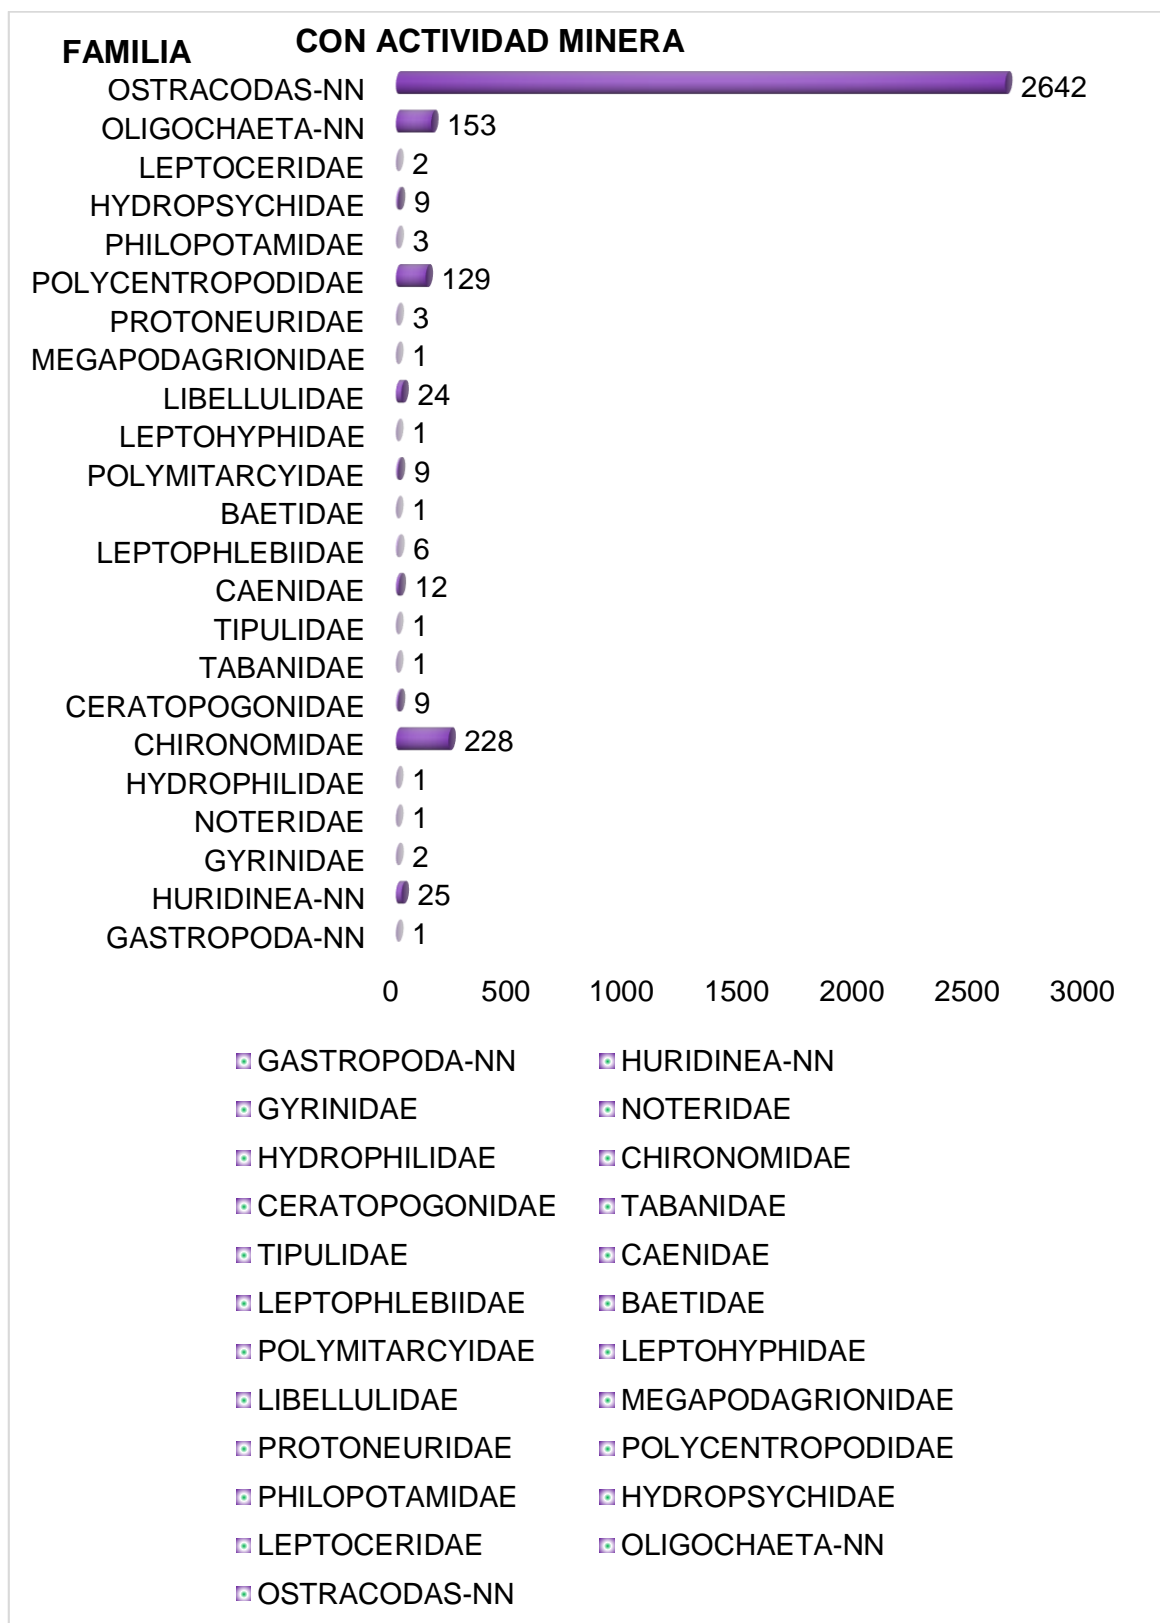 FAMILIA CON ACTIVIDAD MINERA
OSTRACODAS-NN 2642
OLIGOCHAETA-NN 153
LEPTOCERIDAE 2
HYDROPSYCHIDAE 9
PHILOPOTAMIDAE 3
POLYCENTROPODIDAE 129
PROTONEURIDAE 3
MEGAPODAGRIONIDAE 1
LIBELLULIDAE 24
LEPTOHYPHIDAE 1
POLYMITARCYIDAE 9
BAETIDAE 1
LEPTOPHLEBIIDAE 6
CAENIDAE 12
TIPULIDAE 1
TABANIDAE 1
CERATOPOGONIDAE 9
CHIRONOMIDAE 228
HYDROPHILIDAE 1
NOTERIDAE 1
GYRINIDAE 2
HURIDINEA-NN 25
GASTROPODA-NN 1
0 500 1000 1500 2000 2500 3000
GASTROPODA-NN HURIDINEA-NN
GYRINIDAE NOTERIDAE
HYDROPHILIDAE CHIRONOMIDAE
CERATOPOGONIDAE TABANIDAE
TIPULIDAE CAENIDAE
LEPTOPHLEBIIDAE BAETIDAE
POLYMITARCYIDAE LEPTOHYPHIDAE
LIBELLULIDAE MEGAPODAGRIONIDAE
PROTONEURIDAE POLYCENTROPODIDAE
PHILOPOTAMIDAE HYDROPSYCHIDAE
LEPTOCERIDAE OLIGOCHAETA-NN
OSTRACODAS-NN